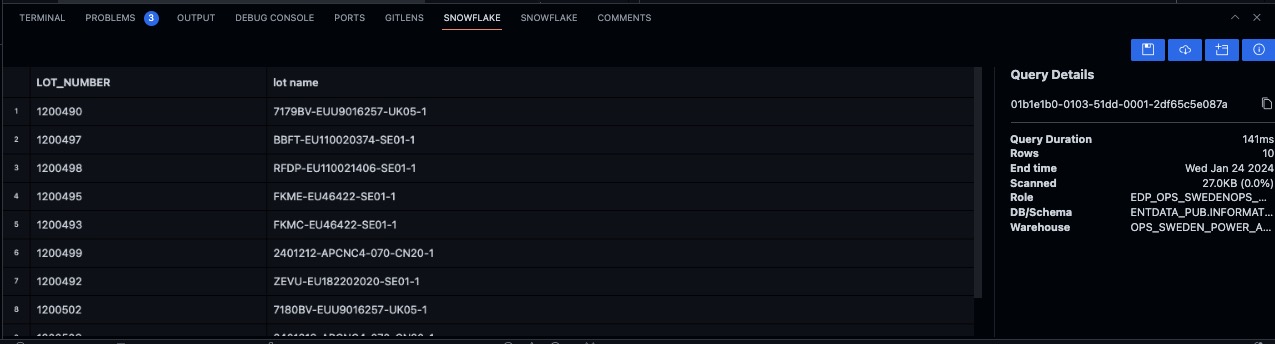 TERMINAL PROBLEMS 3 OUTPUT DEBUG CONSOLE PORTS GITLENS SNOWFLAKE SNOWFLAKE COMMENTS
LOT_NUMBER lot name
1 1200490 7179BV-EUU9016257-UK05-1
2 1200497 BBFT-EU110020374-SE01-1
3 1200498 RFDP-EU110021406-SE01-1
4 1200495 FKME-EU46422-SE01-1
5 1200493 FKMC-EU46422-SE01-1
6 1200499 2401212-APCNC4-070-CN20-1
7 1200492 ZEVU-EU182202020-SE01-1
8 1200502 7180BV-EUU9016257-UK05-1
Query Details
01b1e1b0-0103-51dd-0001-2df65c5e087a
Query Duration 141ms
Rows 10
End time Wed Jan 24 2024
Scanned 27.0KB (0.0%)
Role EDP_OPS_SWEDENOPS_...
DB/Schema ENTDATA_PUB.INFORMAT...
Warehouse OPS_SWEDEN_POWER_A...